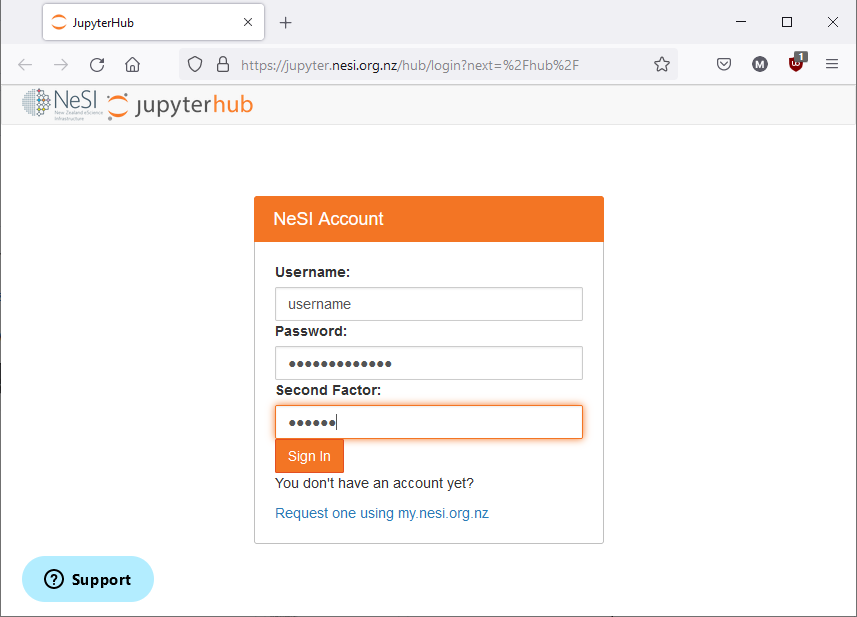 JupyterHub
https://jupyter.nesi.org.nz/hub/login?next=%2Fhub%2F
M
1
NeSI
New Zealand eScience
Infrastructure
jupyterhub
NeSI Account
Username:
username
Password:
•••••••••••••
Second Factor:
••••••
Sign In
You don't have an account yet?
Request one using my.nesi.org.nz
? Support